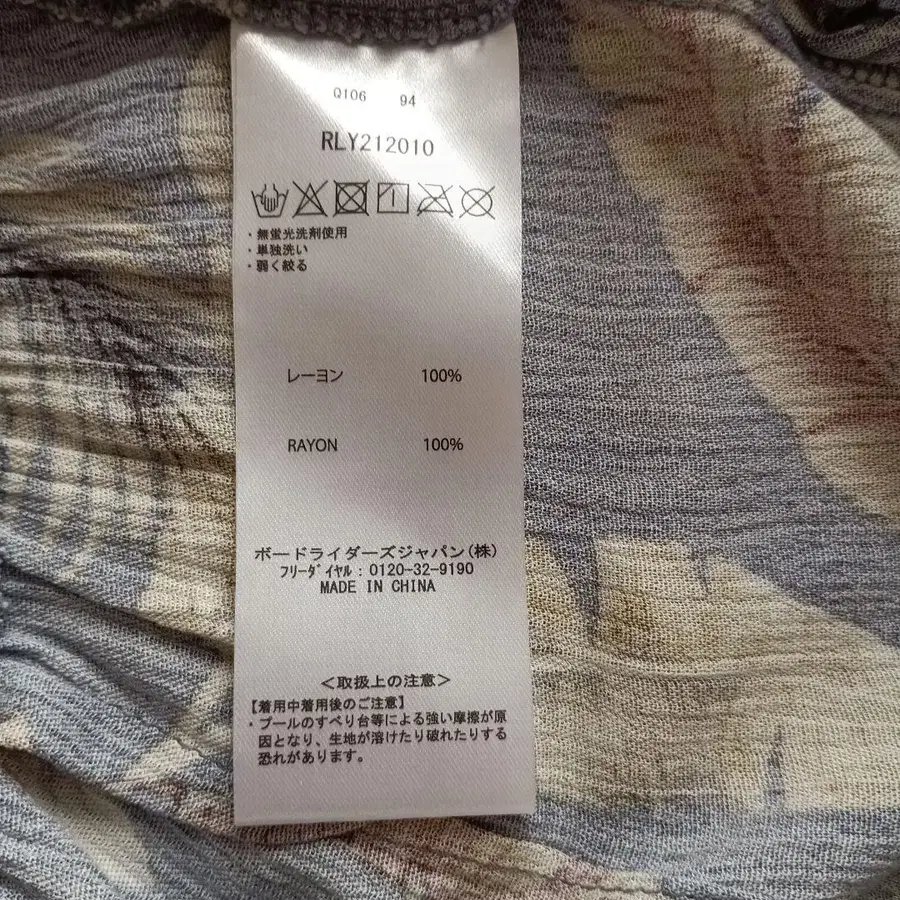 Q106 94
RLY212010
・無蛍光洗剤使用
・単独洗い
・弱く絞る
レーヨン 100%
RAYON 100%
ボードライダーズジャパン(株)
フリーダイヤル：0120-32-9190
MADE IN CHINA
＜取扱上の注意＞
【着用中着用後のご注意】
・プールのすべり台等による強い摩擦が原
因となり、生地が溶けたり破れたりする
恐れがあります。